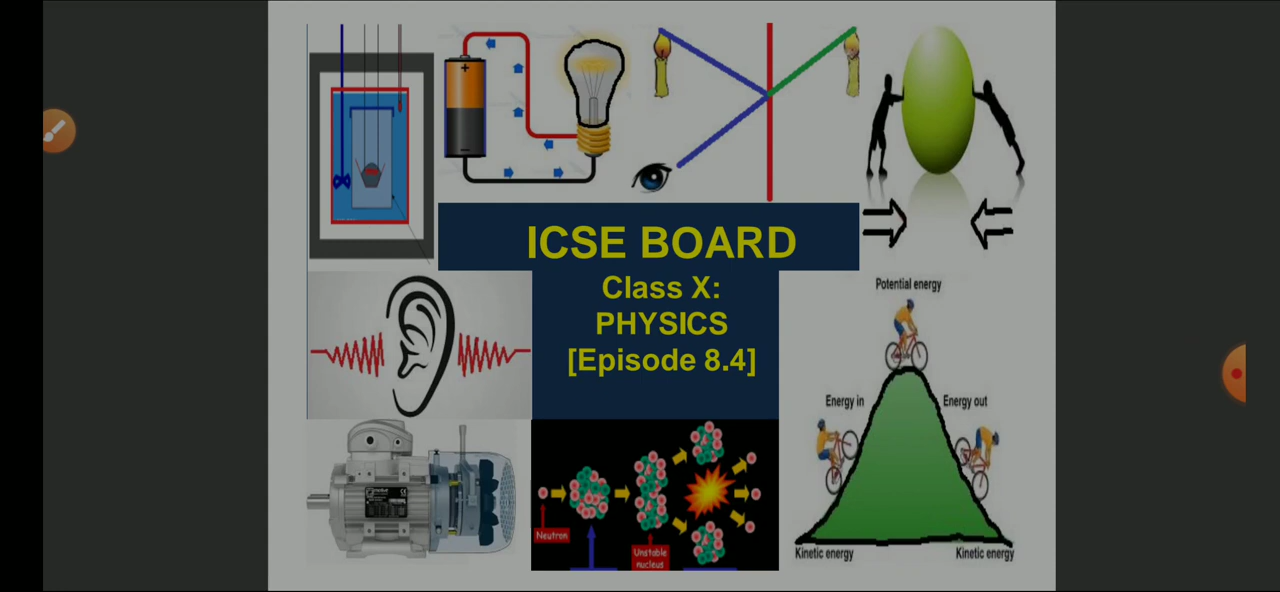 ICSE BOARD
Class X:
PHYSICS
[Episode 8.4]
Potential energy
Energy in
Energy out
Kinetic energy
Kinetic energy
Neutron
Unstable
nucleus
+
−